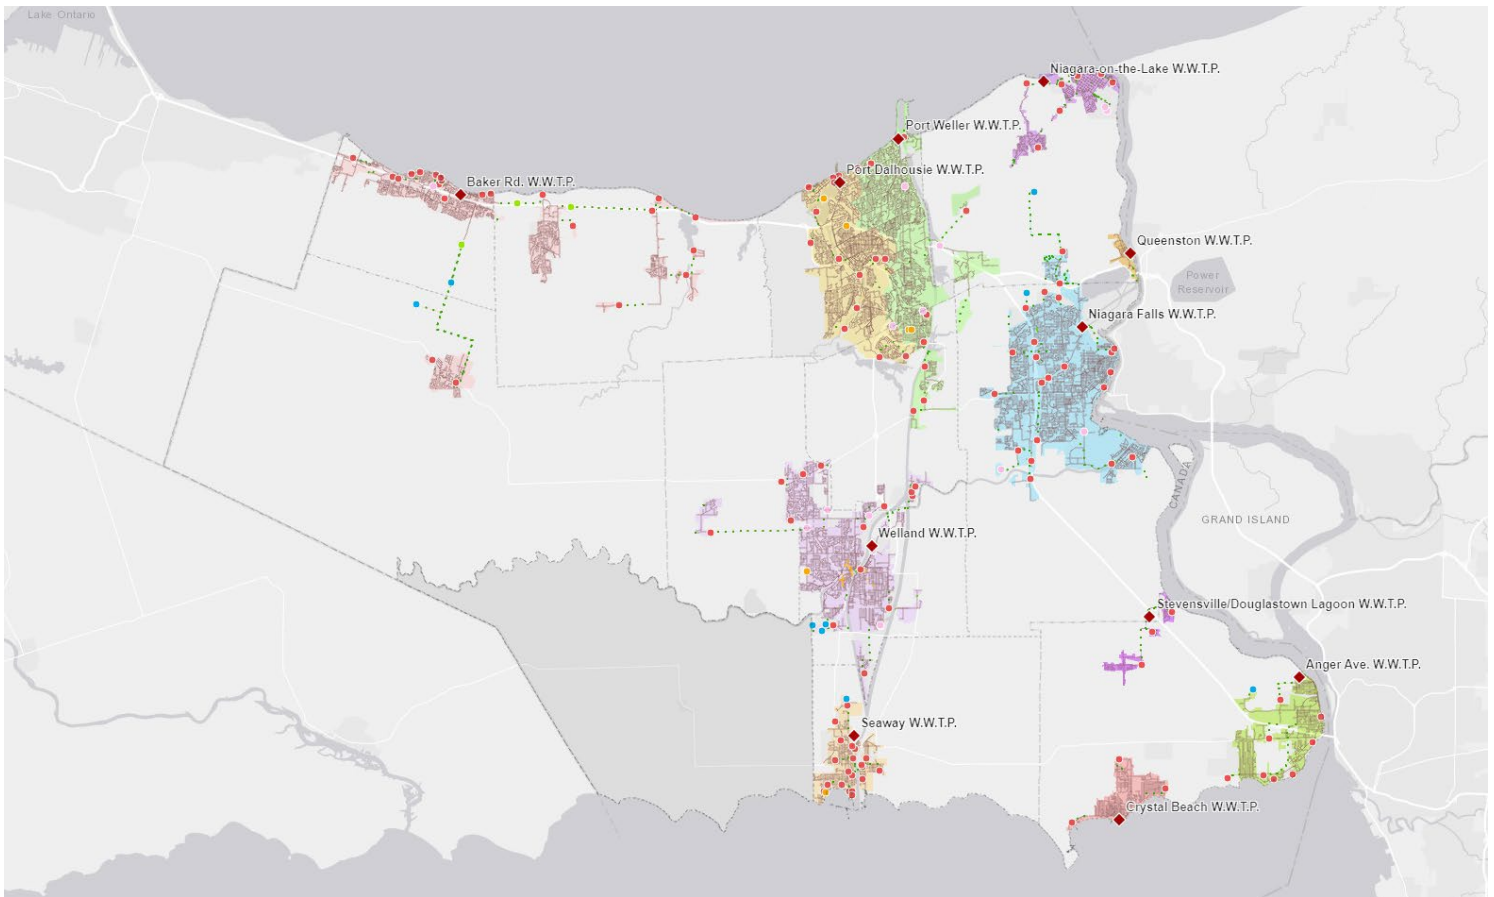 Lake Ontario
Niagara-on-the-Lake W.W.T.P.
Port Weller W.W.T.P.
Port Dalhousie W.W.T.P.
Baker Rd. W.W.T.P.
Queenston W.W.T.P.
Power
Reservoir
Niagara Falls W.W.T.P.
CANADA
GRAND ISLAND
Welland W.W.T.P.
Stevensville/Douglastown Lagoon W.W.T.P.
Anger Ave. W.W.T.P.
Seaway W.W.T.P.
Crystal Beach W.W.T.P.